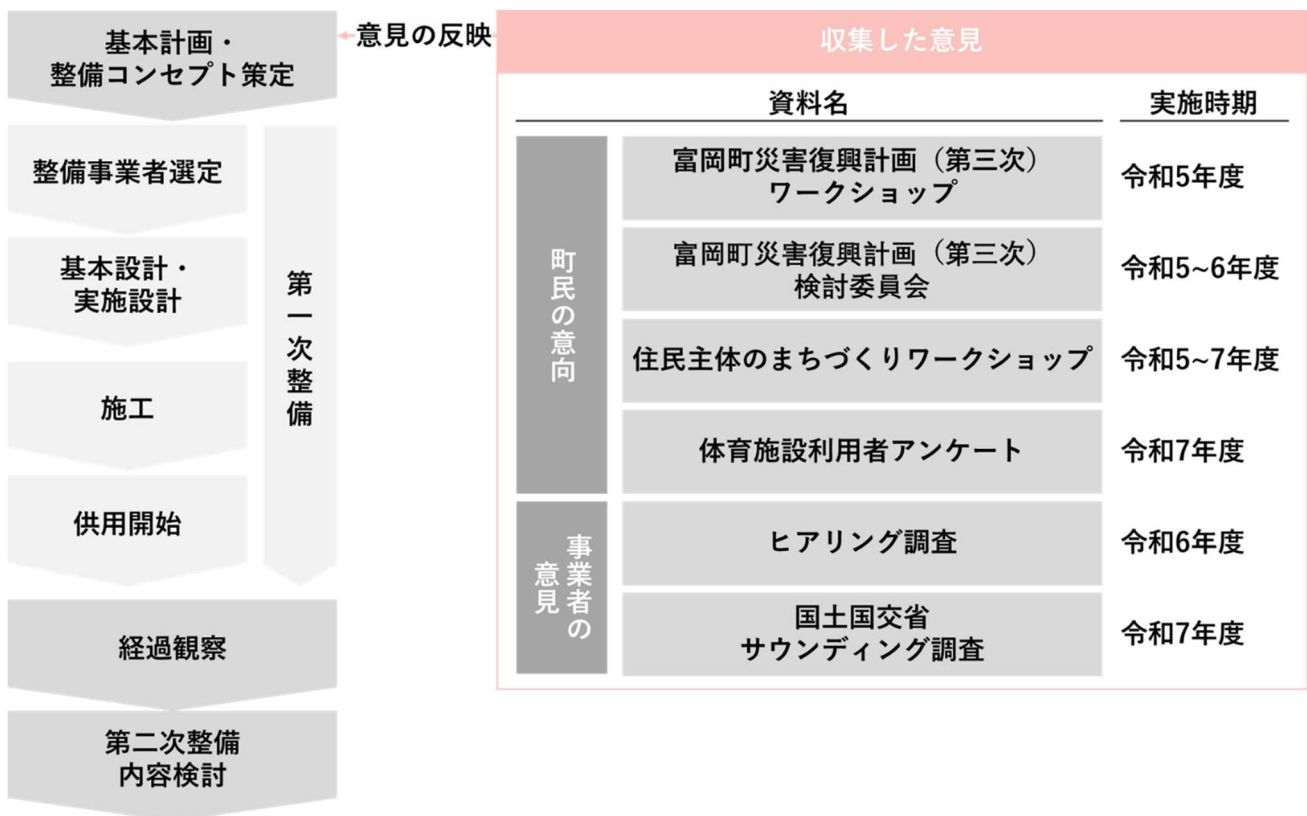 基本計画・
整備コンセプト策定
意見の反映
整備事業者選定
基本設計・
実施設計
施工
供用開始
第一次整備
経過観察
第二次整備
内容検討
収集した意見
資料名
実施時期
町民の意向
富岡町災害復興計画（第三次）
ワークショップ
令和5年度
富岡町災害復興計画（第三次）
検討委員会
令和5~6年度
住民主体のまちづくりワークショップ
令和5~7年度
体育施設利用者アンケート
令和7年度
事業者の
意見
ヒアリング調査
令和6年度
国土国交省
サウンディング調査
令和7年度